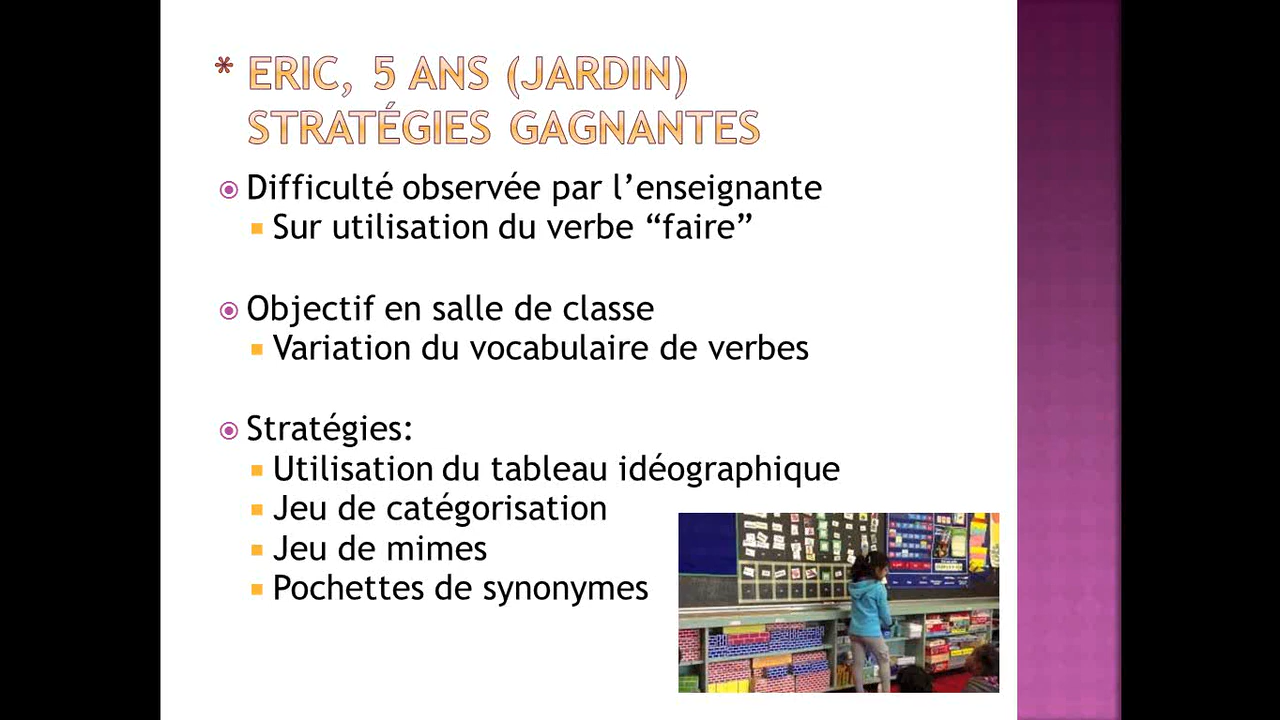 * ERIC, 5 ANS (JARDIN)
STRATÉGIES GAGNANTES
Difficulté observée par l’enseignante
Sur utilisation du verbe “faire”
Objectif en salle de classe
Variation du vocabulaire de verbes
Stratégies:
Utilisation du tableau idéographique
Jeu de catégorisation
Jeu de mimes
Pochettes de synonymes